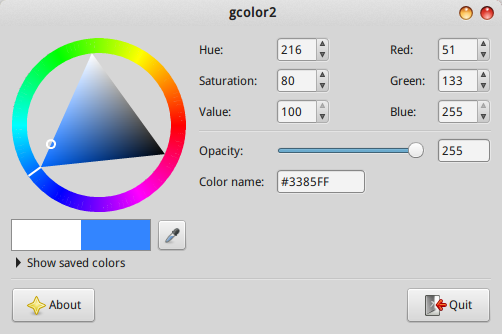 gcolor2
Hue: 216 Red: 51
Saturation: 80 Green: 133
Value: 100 Blue: 255
Opacity: 255
Color name: #3385FF
Show saved colors
About Quit